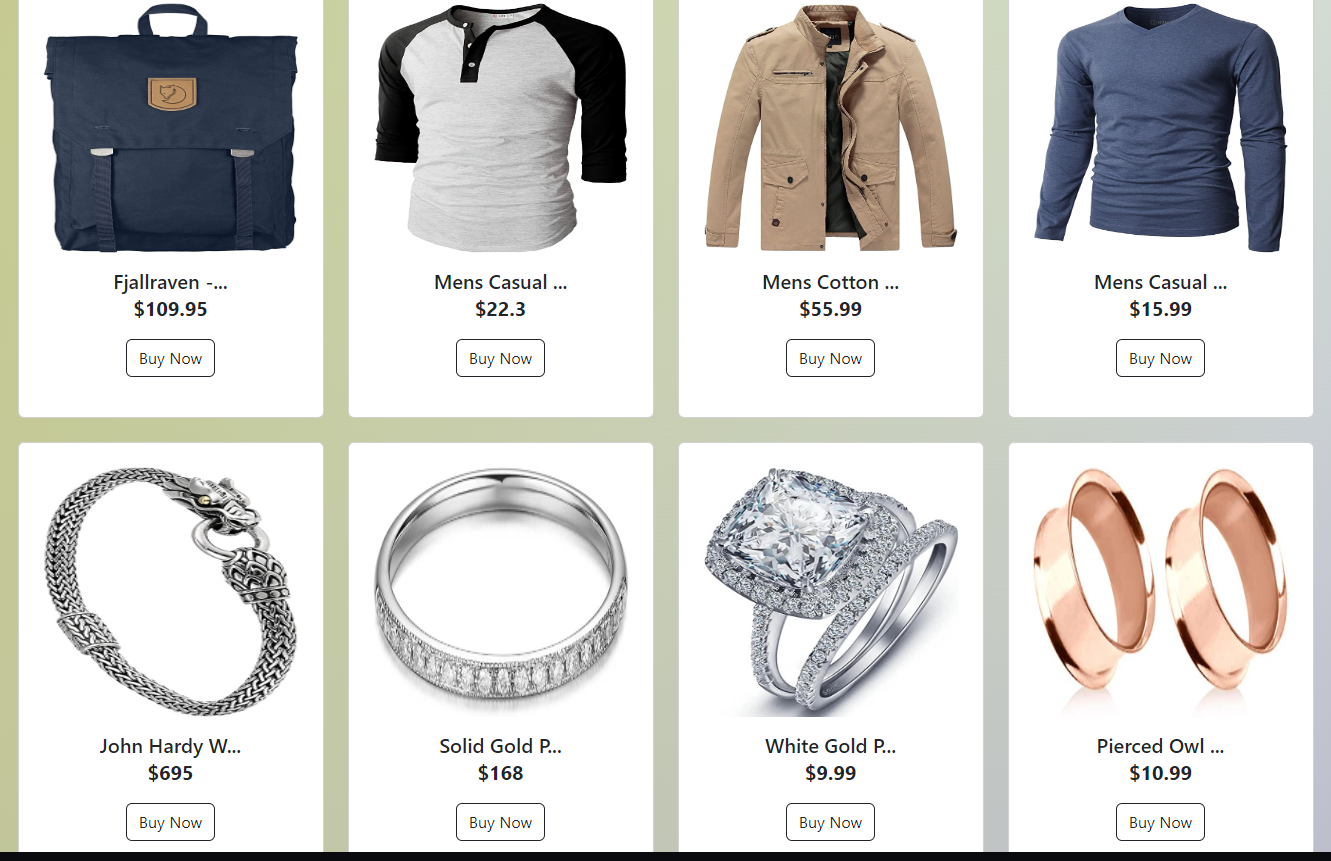 Fjallraven -...
$109.95
Buy Now
Mens Casual ...
$22.3
Buy Now
Mens Cotton ...
$55.99
Buy Now
Mens Casual ...
$15.99
Buy Now
John Hardy W...
$695
Buy Now
Solid Gold P...
$168
Buy Now
White Gold P...
$9.99
Buy Now
Pierced Owl ...
$10.99
Buy Now